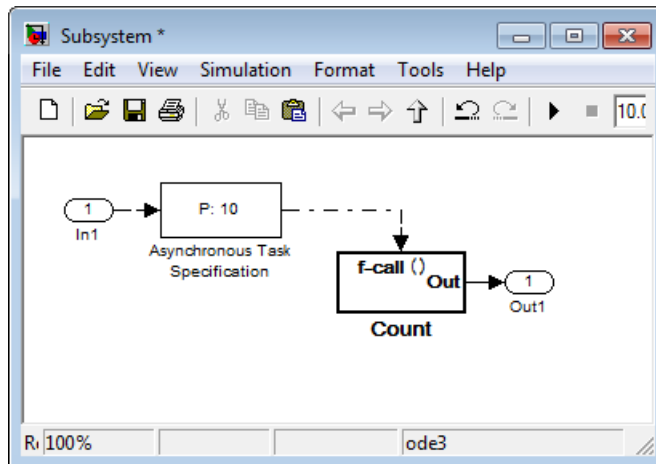 Subsystem *
File Edit View Simulation Format Tools Help
10.0
1
In1
P: 10
Asynchronous Task
Specification
f-call ()
Out
Count
1
Out1
100%
ode3